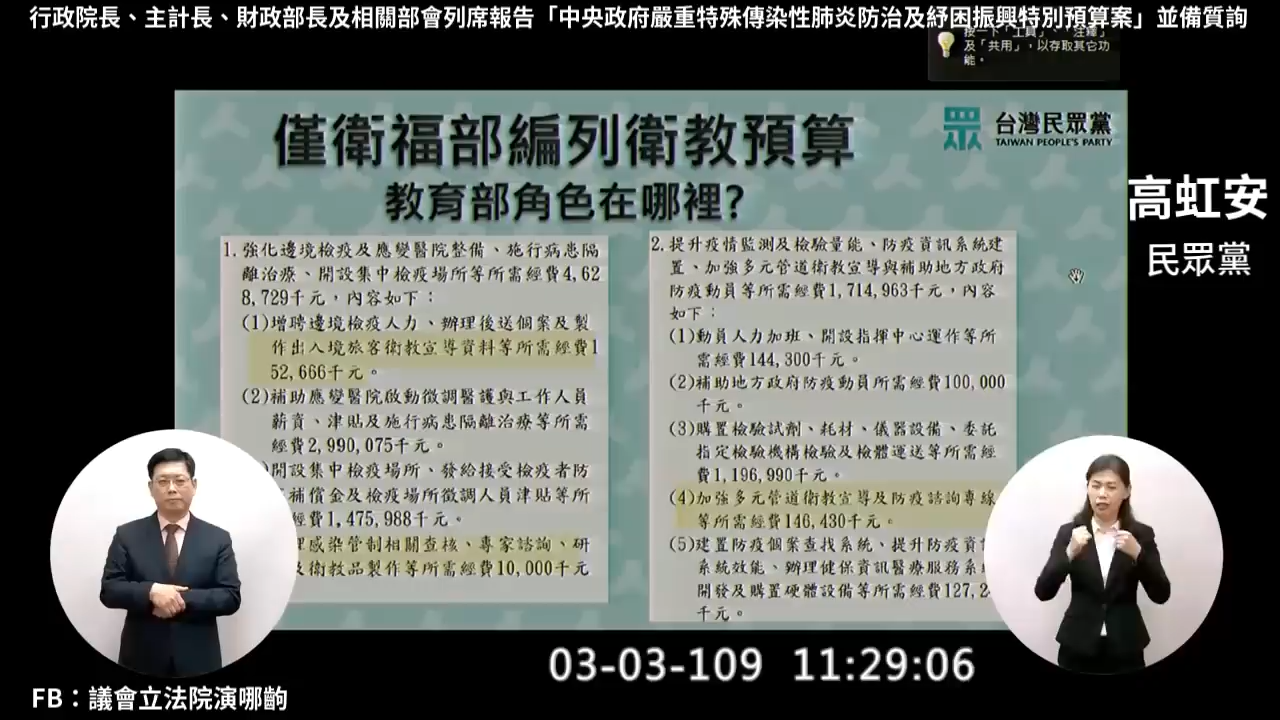 行政院長、主計長、財政部長及相關部會列席報告「中央政府嚴重特殊傳染性肺炎防治及紓困振興特別預算案」並備質詢
按一下「工具」、「注釋」
及「共用」，以存取其它功
能。
僅衛福部編列衛教預算
教育部角色在哪裡?
眾 台灣民眾黨
TAIWAN PEOPLE'S PARTY
高虹安
民眾黨
1.強化邊境檢疫及應變醫院整備、施行病患隔
離治療、開設集中檢疫場所等所需經費4,62
8,729千元，內容如下：
(1)增聘邊境檢疫人力、辦理後送個案及製
作出入境旅客衛教宣導資料等所需經費1
52,666千元。
(2)補助應變醫院啟動徵調醫護與工作人員
薪資、津貼及施行病患隔離治療等所需
經費2,990,075千元。
開設集中檢疫場所、發給接受檢疫者防
補償金及檢疫場所徵調人員津貼等所
經費1,475,988千元。
感染管制相關查核、專家諮詢、研
及衛教品製作等所需經費10,000千元
2.提升疫情監測及檢驗量能、防疫資訊系統建
置、加強多元管道衛教宣導與補助地方政府
防疫動員等所需經費1,714,963千元，內容
如下：
(1)動員人力加班、開設指揮中心運作等所
需經費144,300千元。
(2)補助地方政府防疫動員所需經費100,000
千元。
(3)購置檢驗試劑、耗材、儀器設備、委託
指定檢驗機構檢驗及檢體運送等所需經
費1,196,990千元。
(4)加強多元管道衛教宣導及防疫諮詢專線
等所需經費146,430千元。
(5)建置防疫個案查找系統、提升防疫資
系統效能、辦理健保資訊醫療服務系
開發及購置硬體設備等所需經費127,2
千元。
03-03-109 11:29:06
FB：議會立法院演哪齣